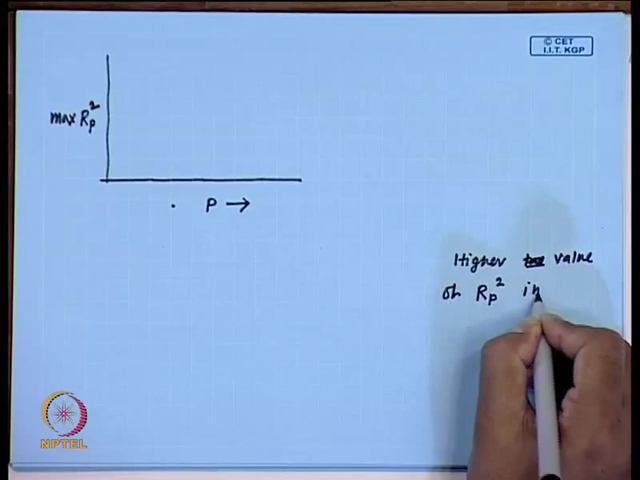 © CET
I.I.T. KGP
max Rp²
P →
Higher value
of Rp² in
NPTEL